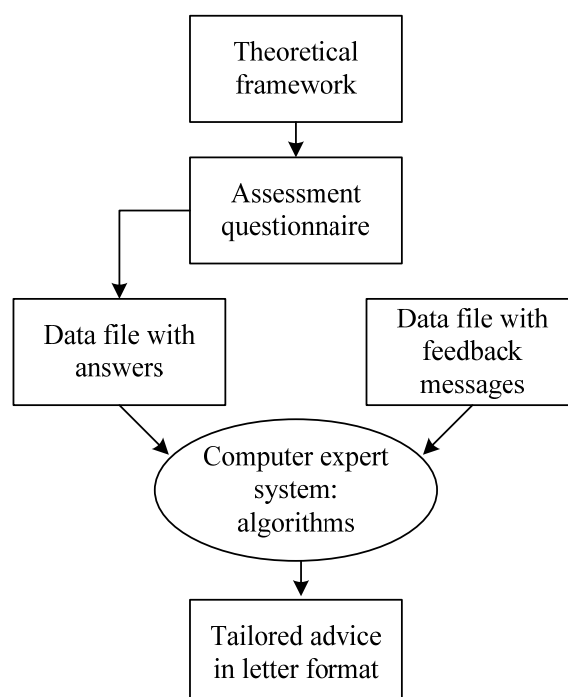 Theoretical
framework
Assessment
questionnaire
Data file with
answers
Data file with
feedback
messages
Computer expert
system:
algorithms
Tailored advice
in letter format